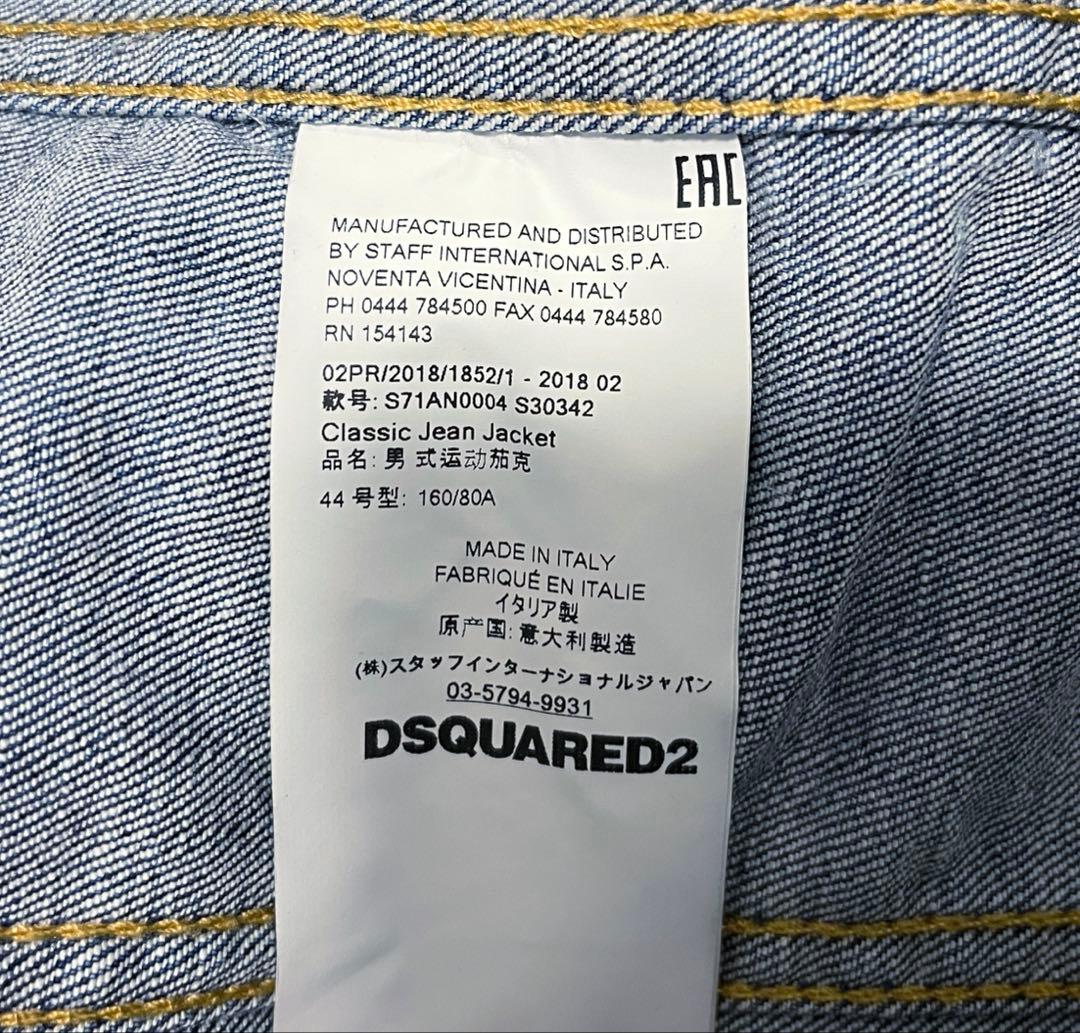 EAC
MANUFACTURED AND DISTRIBUTED
BY STAFF INTERNATIONAL S.P.A.
NOVENTA VICENTINA - ITALY
PH 0444 784500 FAX 0444 784580
RN 154143
02PR/2018/1852/1 - 2018 02
款号: S71AN0004 S30342
Classic Jean Jacket
品名: 男 式运动茄克
44 号型: 160/80A
MADE IN ITALY
FABRIQUÉ EN ITALIE
イタリア製
原产国: 意大利製造
(株)スタッフインターナショナルジャパン
03-5794-9931
DSQUARED2